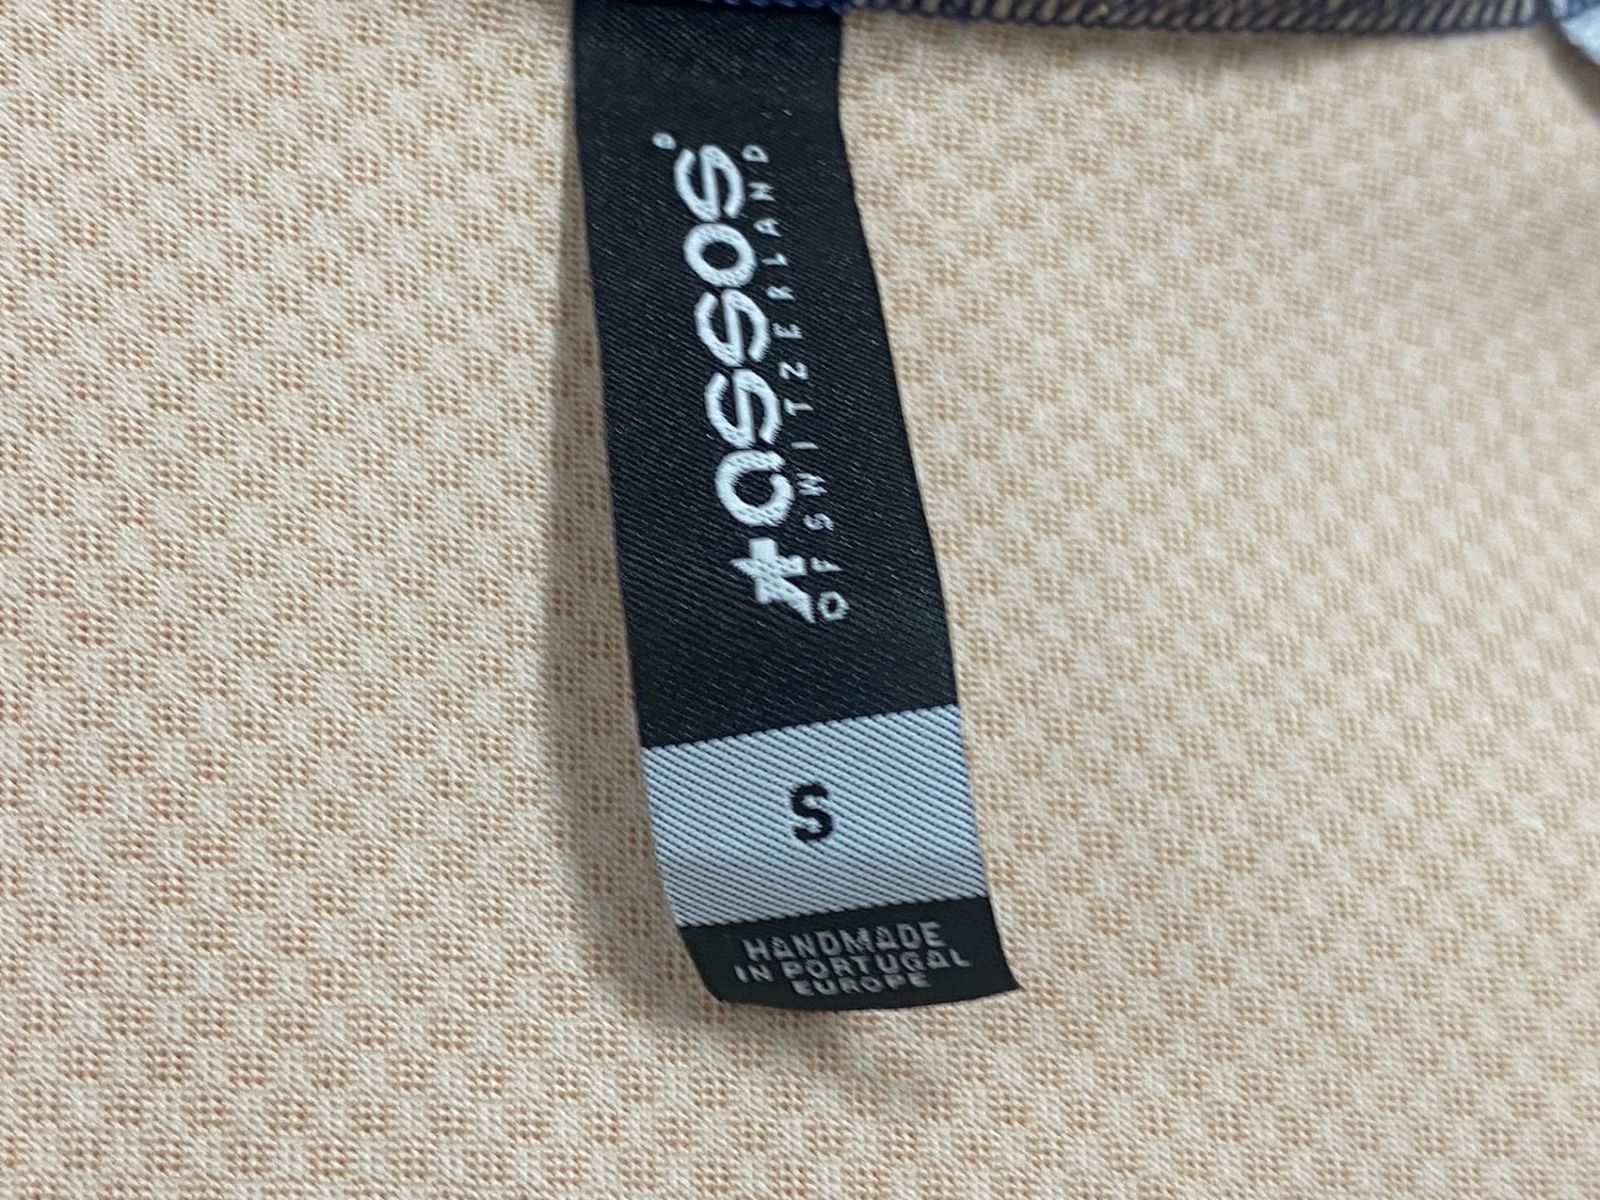 assos®
OF SWITZERLAND
S
HANDMADE
IN PORTUGAL
EUROPE